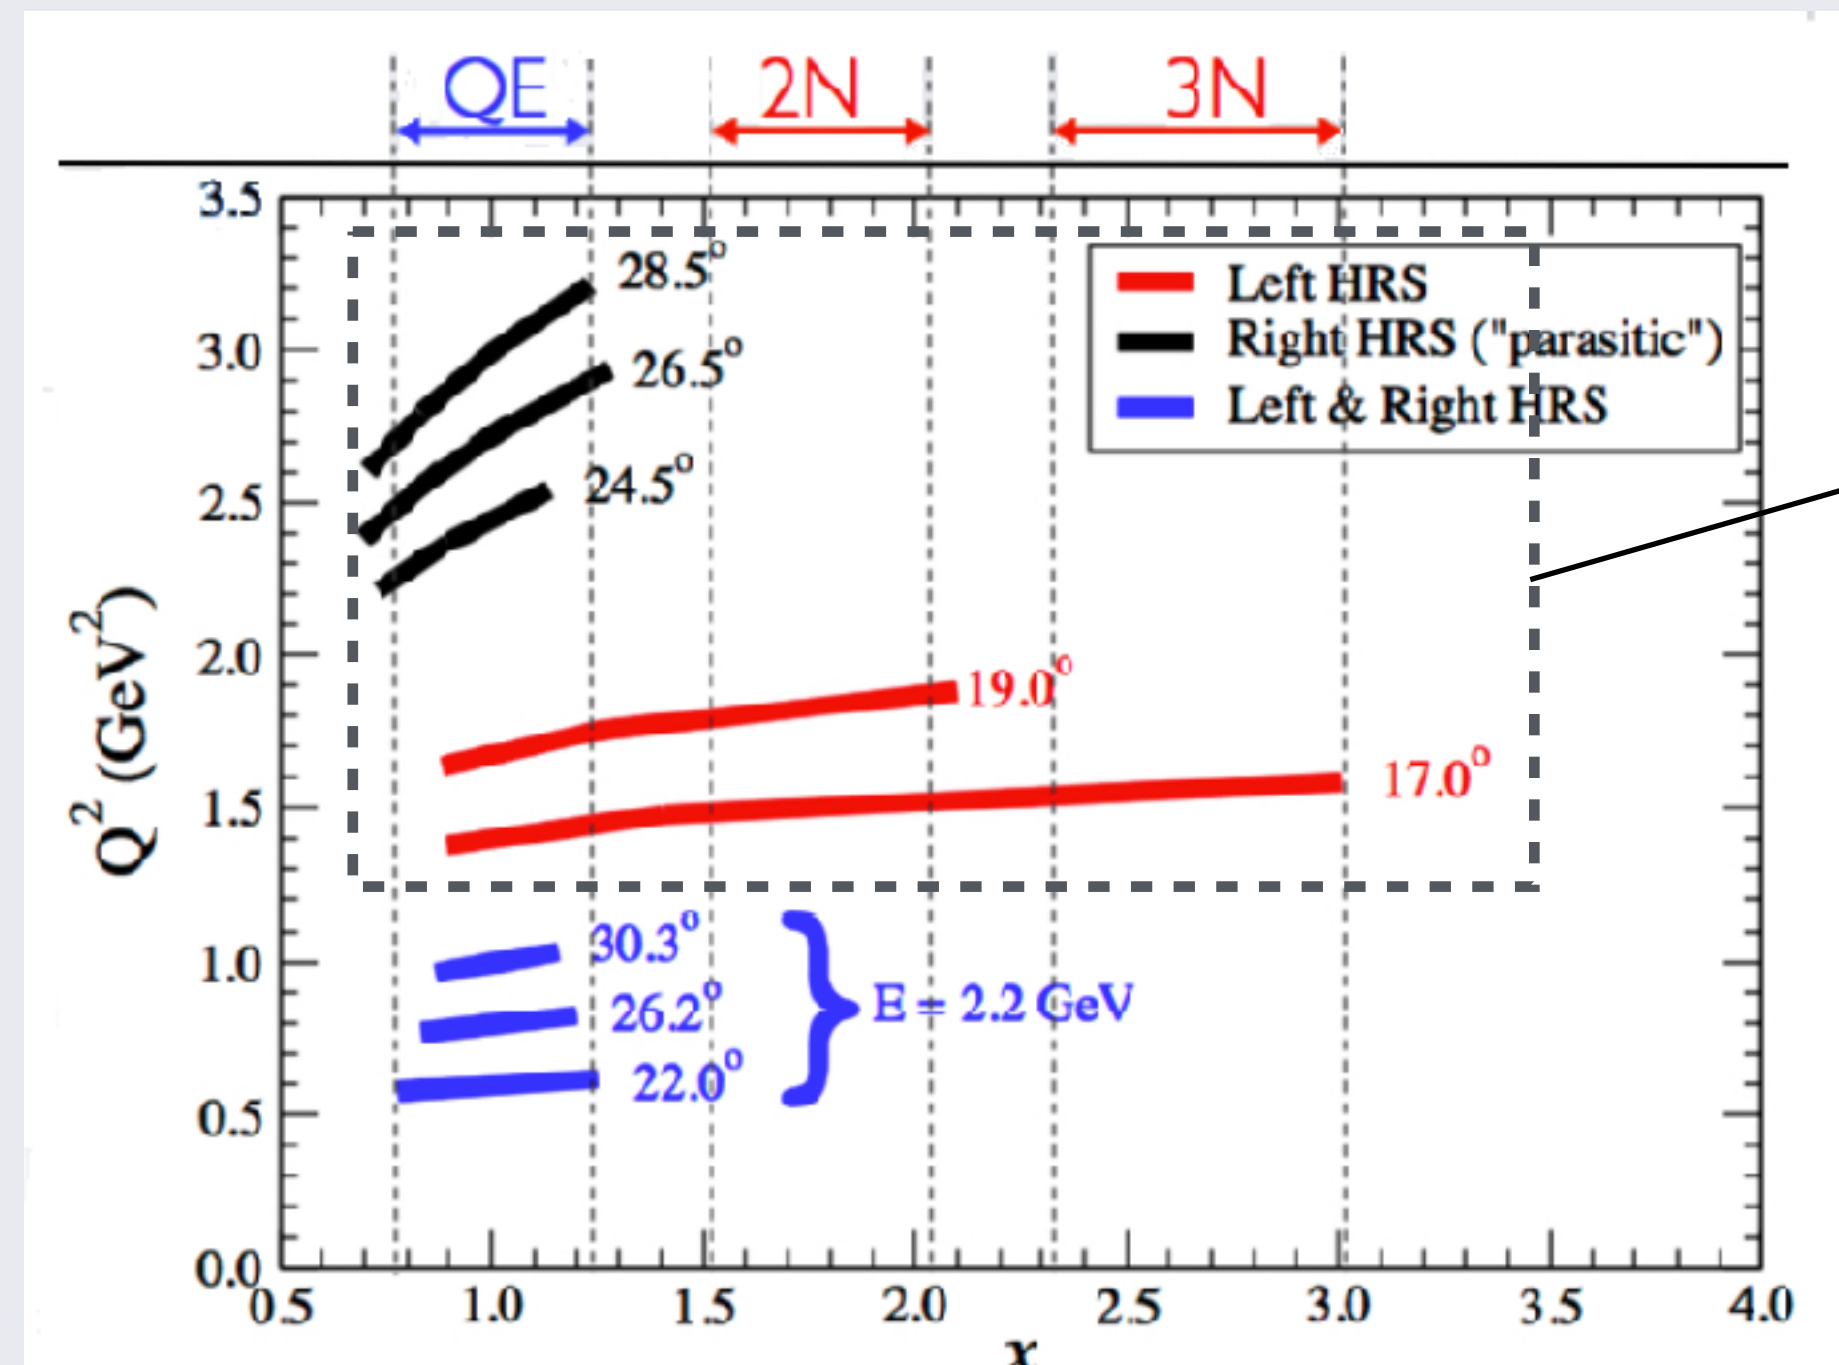 QE 2N 3N
3.5
28.5°
Left HRS
Right HRS ("parasitic")
Left & Right HRS
3.0
26.5°
2.5
24.5°
2.0
19.0°
1.5
17.0°
1.0
30.3°
26.2°
E = 2.2 GeV
22.0°
0.5
0.0
Q² (GeV²)
0.5 1.0 1.5 2.0 2.5 3.0 3.5 4.0
x